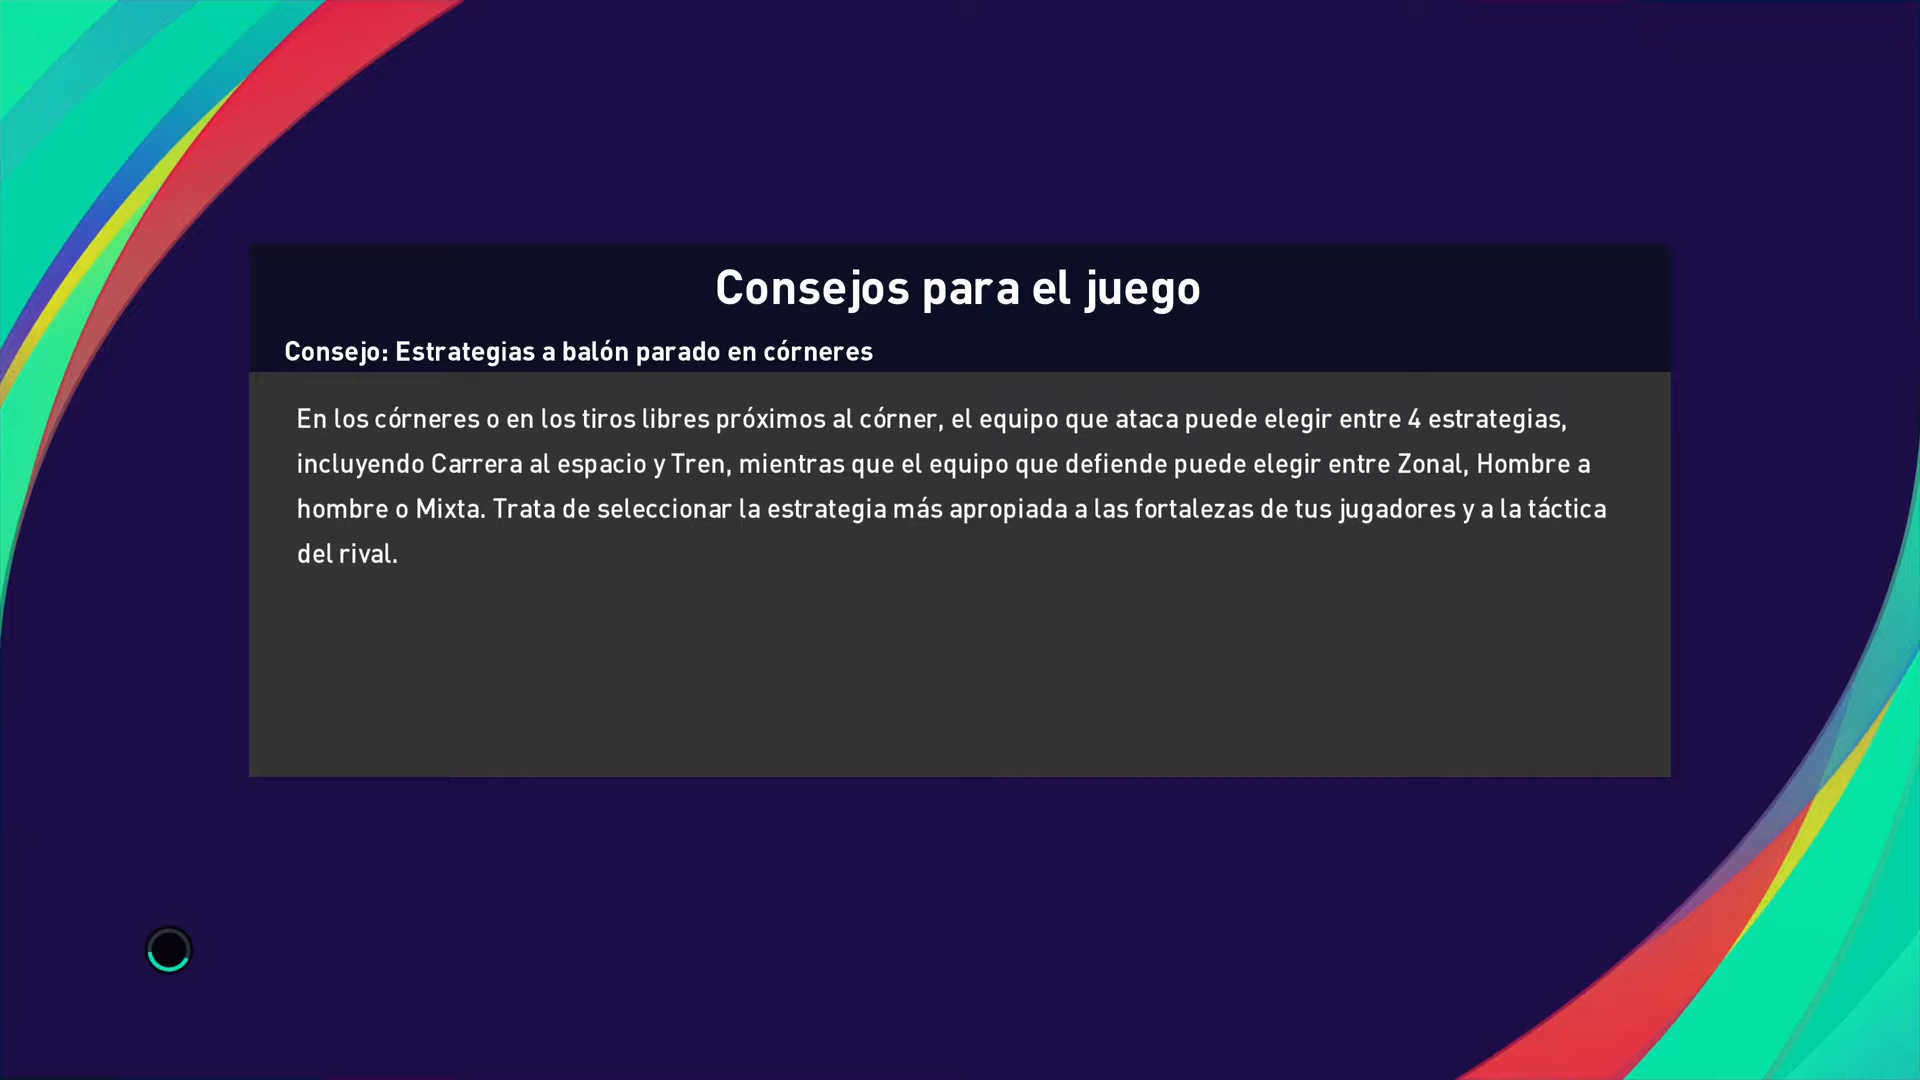 Consejos para el juego
Consejo: Estrategias a balón parado en córneres
En los córneres o en los tiros libres próximos al córner, el equipo que ataca puede elegir entre 4 estrategias,
incluyendo Carrera al espacio y Tren, mientras que el equipo que defiende puede elegir entre Zonal, Hombre a
hombre o Mixta. Trata de seleccionar la estrategia más apropiada a las fortalezas de tus jugadores y a la táctica
del rival.